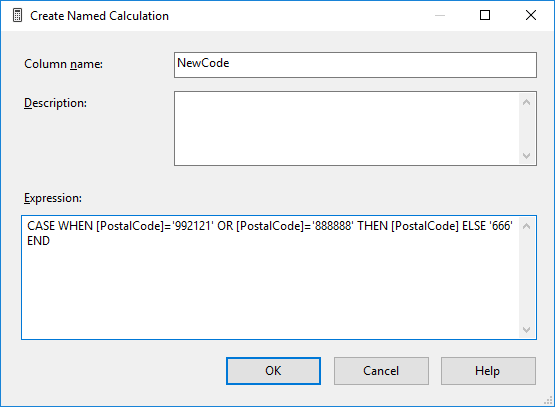 Create Named Calculation
Column name:
NewCode
Description:
Expression:
CASE WHEN [PostalCode]='992121' OR [PostalCode]='888888' THEN [PostalCode] ELSE '666'
END
OK
Cancel
Help